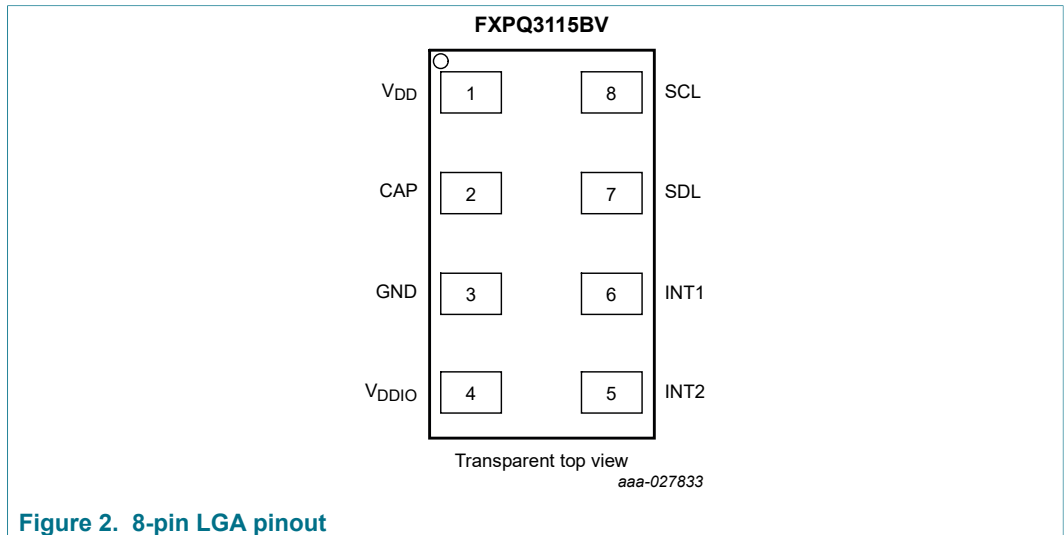 FXPQ3115BV
VDD 1 8 SCL
CAP 2 7 SDL
GND 3 6 INT1
VDDIO 4 5 INT2
Transparent top view
aaa-027833
Figure 2. 8-pin LGA pinout